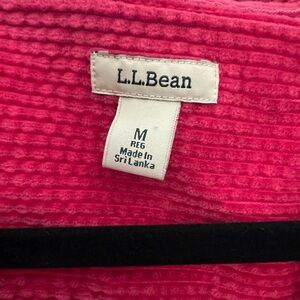 L.L.Bean
M
REG
Made In
Sri Lanka